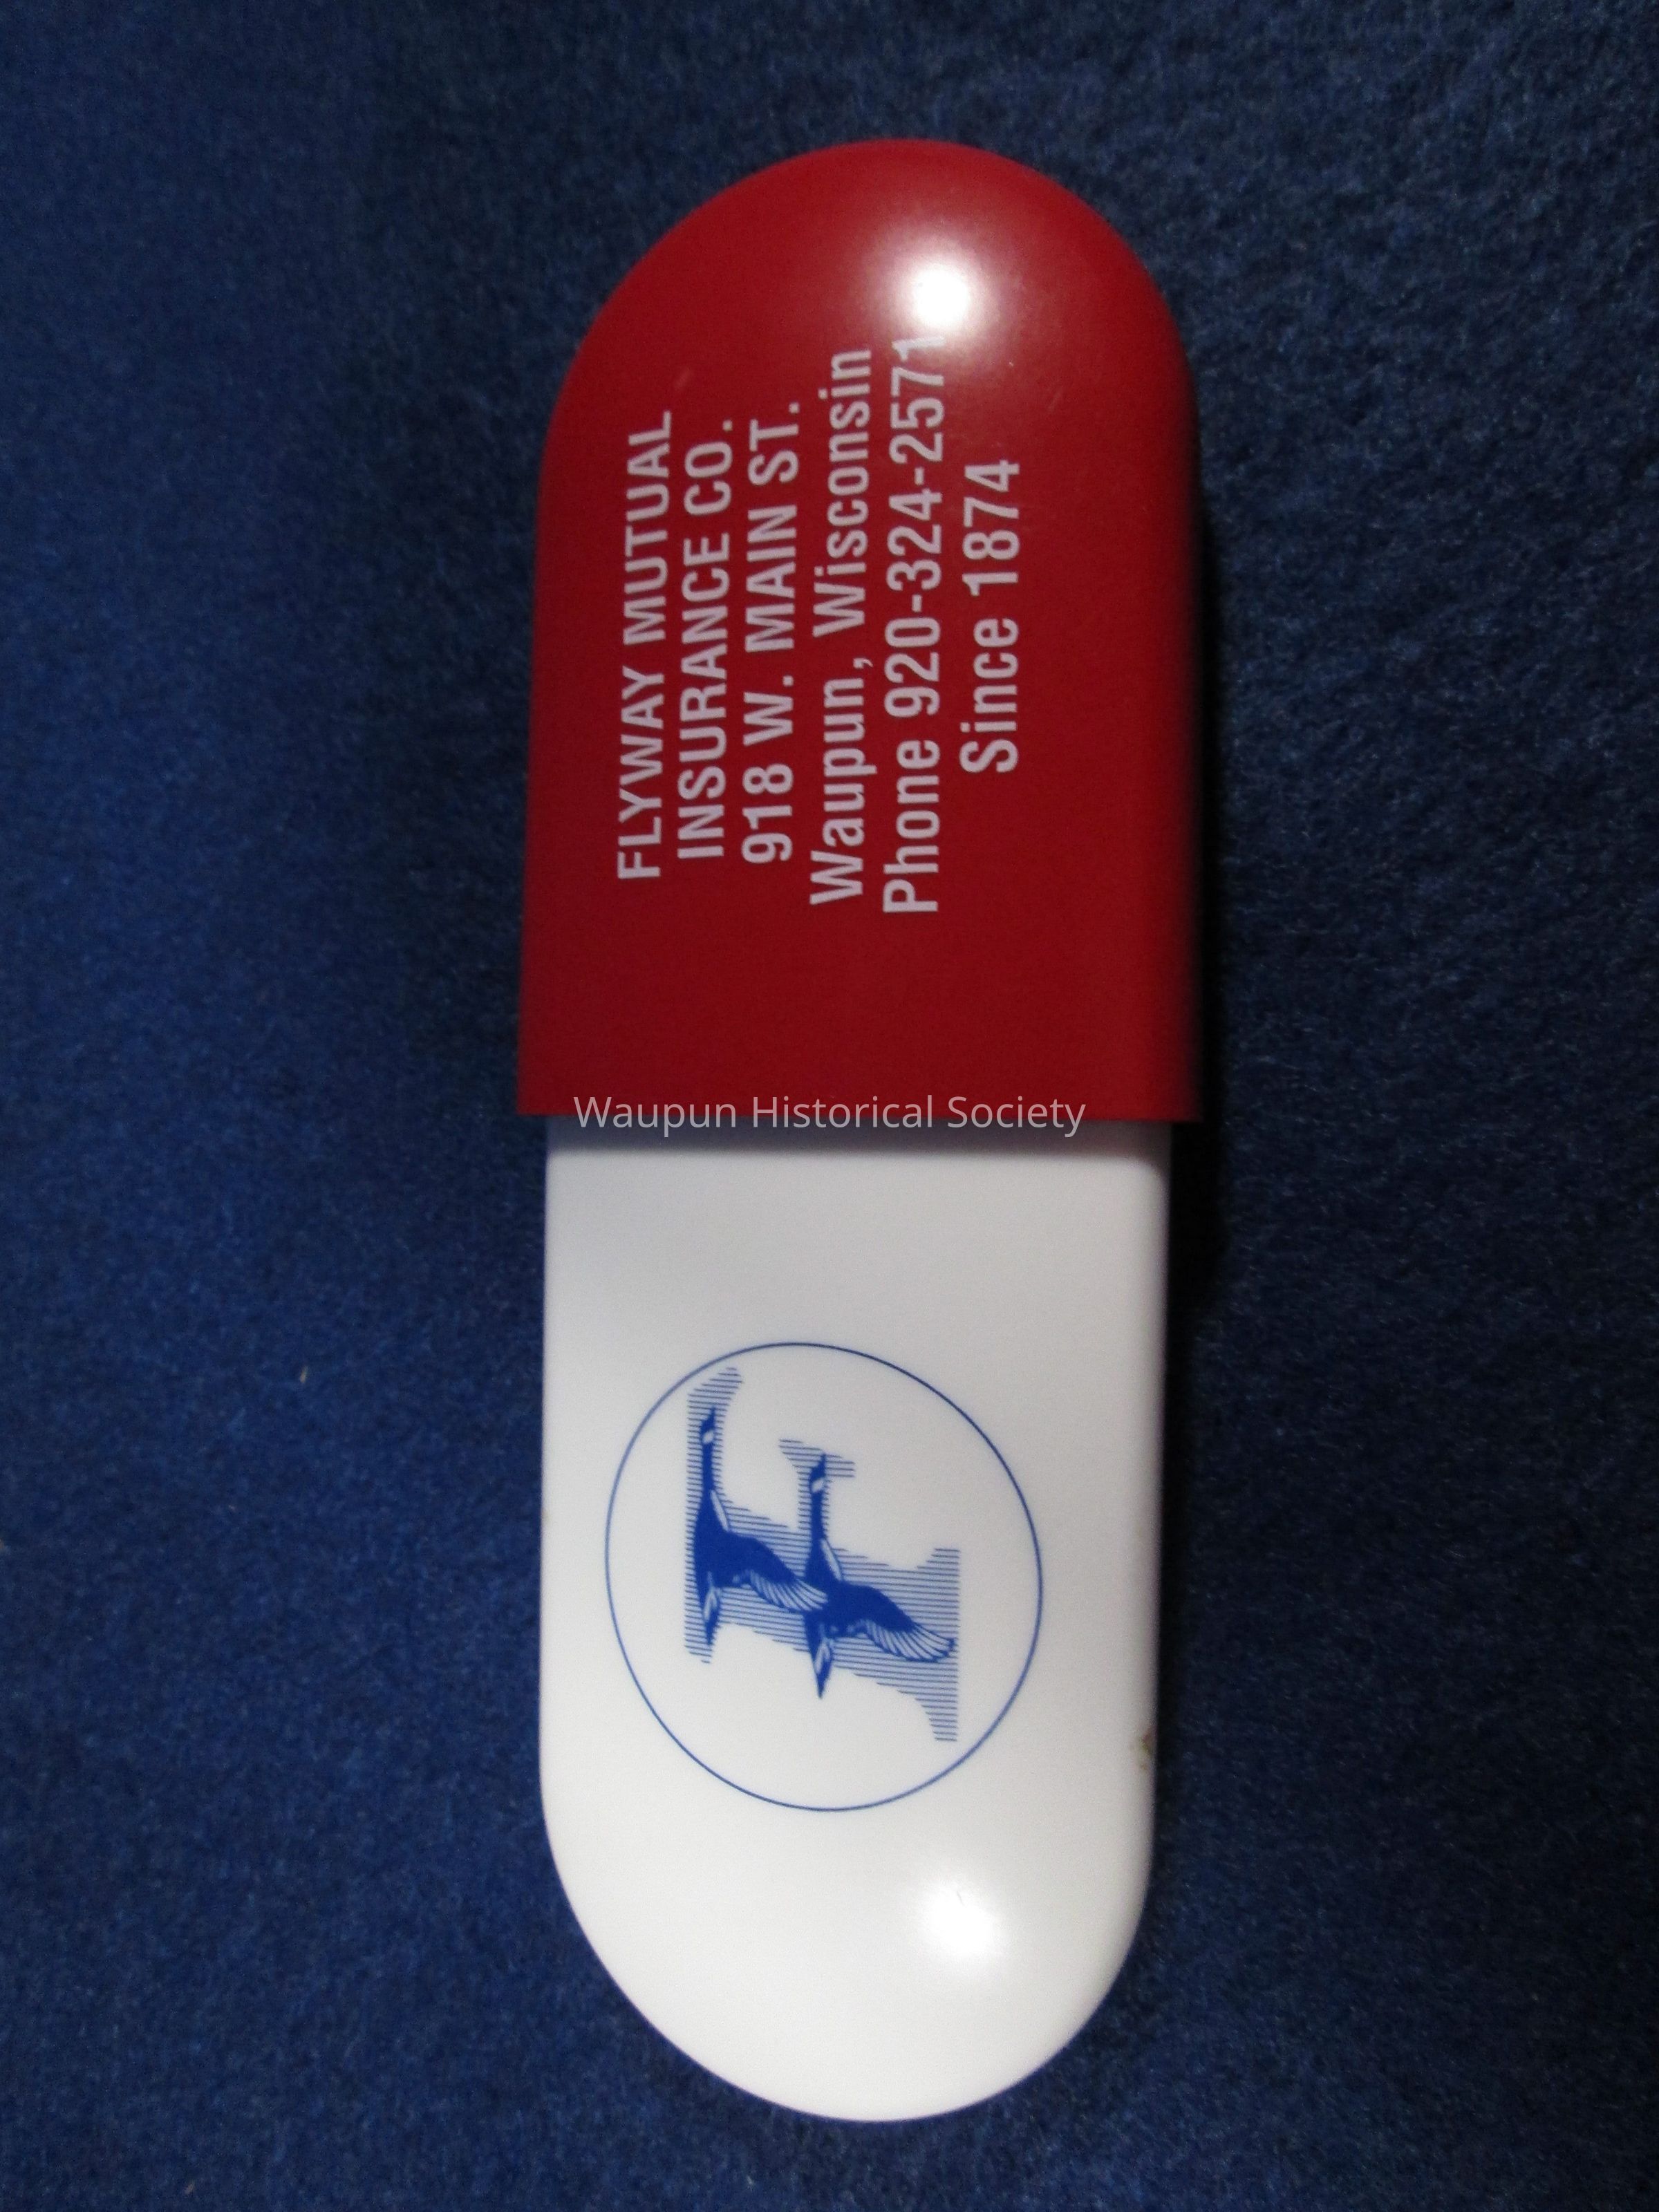 FLYWAY MUTUAL
INSURANCE CO.
918 W. MAIN ST.
Waupun, Wisconsin
Phone 920-324-2571
Since 1874
Waupun Historical Society
F